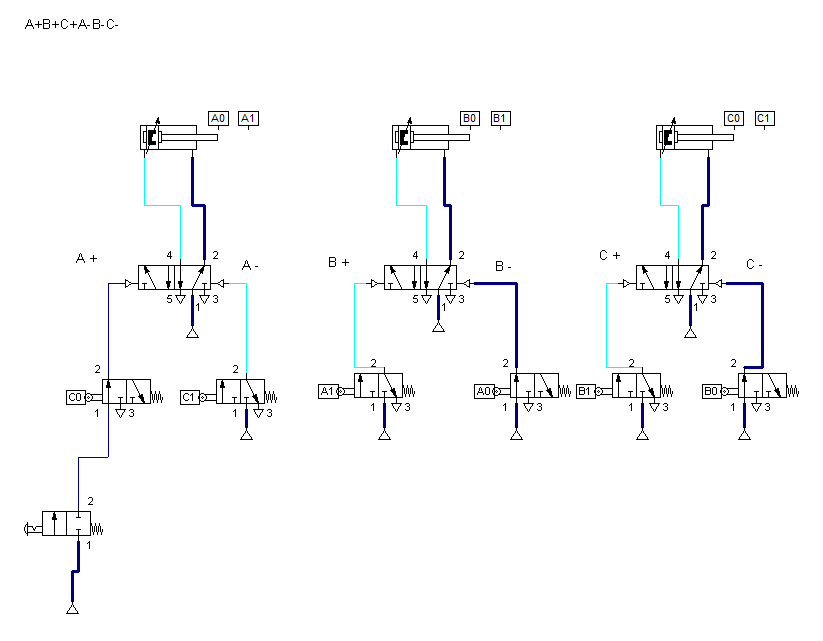 A+B+C+A-B-C-
A0 A1 B0 B1 C0 C1
4 2 4 2 4 2
A + A - B + B - C + C -
5 1 3 5 1 3 5 1 3
2 2 2 2 2 2
C0 C1 A1 A0 B1 B0
1 3 1 3 1 3 1 3 1 3 1 3
2
1